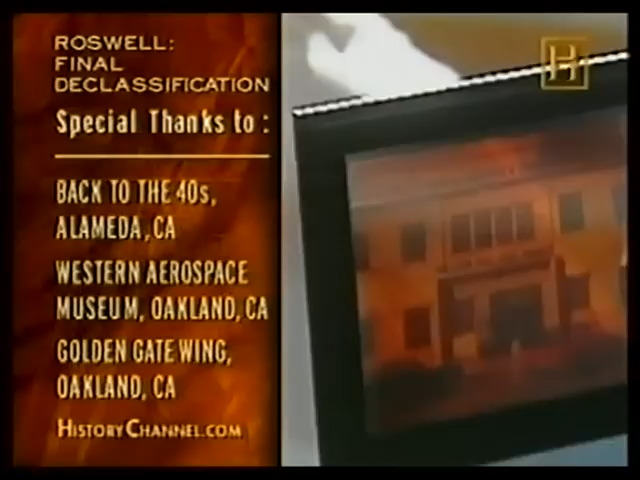 ROSWELL:
FINAL
DECLASSIFICATION
Special Thanks to :
BACK TO THE 40s,
ALAMEDA, CA
WESTERN AEROSPACE
MUSEUM, OAKLAND, CA
GOLDEN GATE WING,
OAKLAND, CA
HISTORYCHANNEL.COM
H